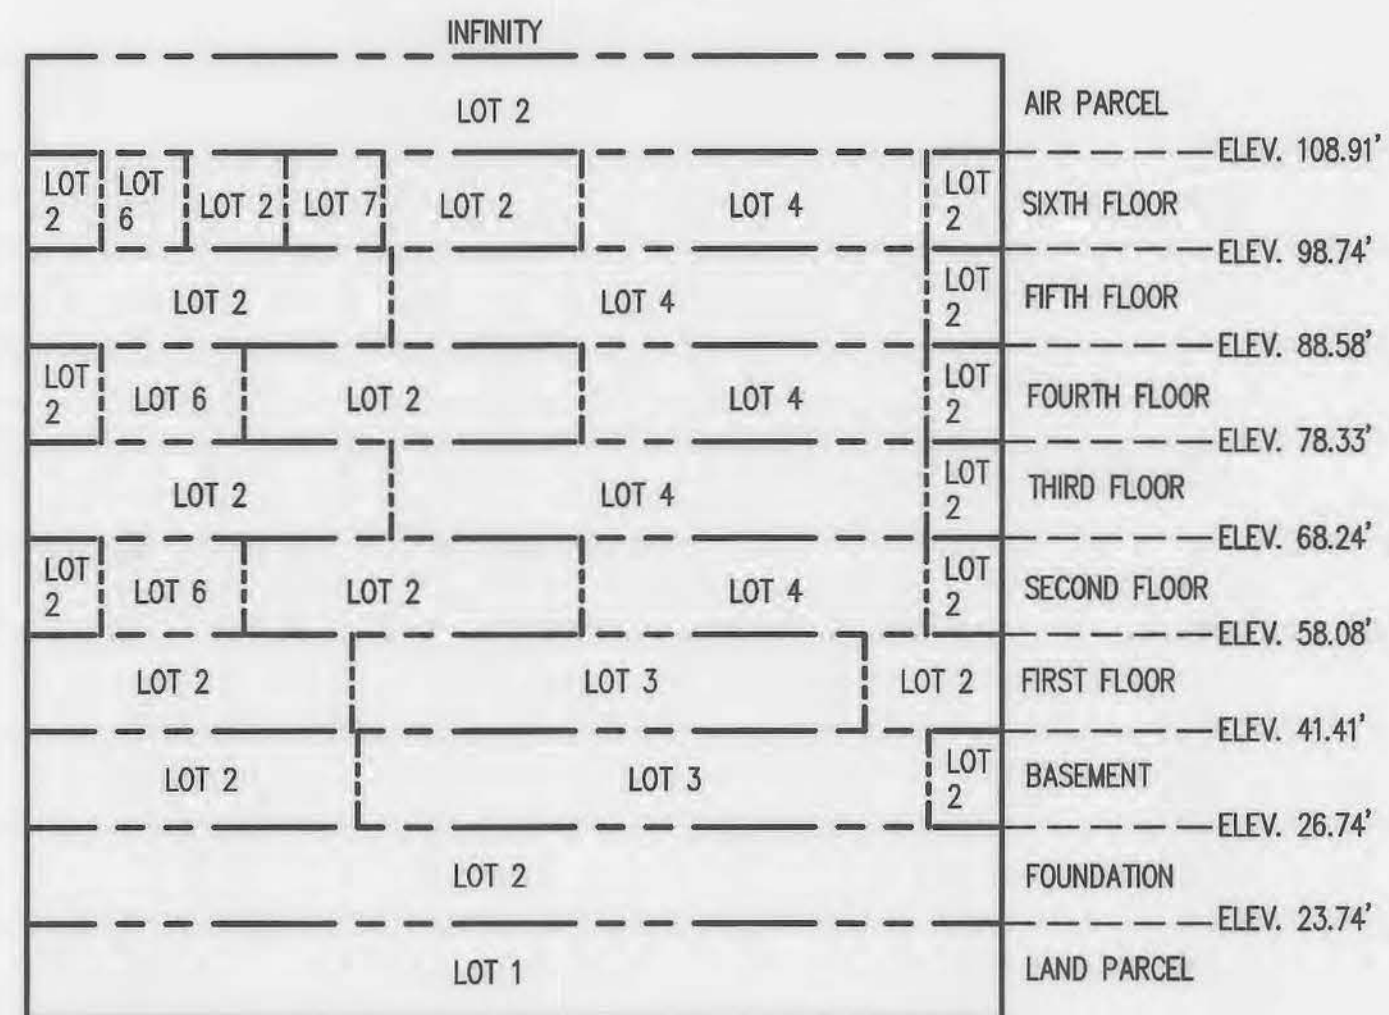 INFINITY
LOT 2
AIR PARCEL
ELEV. 108.91'
LOT 2
LOT 6
LOT 2
LOT 7
LOT 2
LOT 4
LOT 2
SIXTH FLOOR
ELEV. 98.74'
LOT 2
LOT 4
LOT 2
FIFTH FLOOR
ELEV. 88.58'
LOT 2
LOT 6
LOT 2
LOT 4
LOT 2
FOURTH FLOOR
ELEV. 78.33'
LOT 2
LOT 4
LOT 2
THIRD FLOOR
ELEV. 68.24'
LOT 2
LOT 6
LOT 2
LOT 4
LOT 2
SECOND FLOOR
ELEV. 58.08'
LOT 2
LOT 3
LOT 2
FIRST FLOOR
ELEV. 41.41'
LOT 2
LOT 3
LOT 2
BASEMENT
ELEV. 26.74'
LOT 2
FOUNDATION
ELEV. 23.74'
LOT 1
LAND PARCEL